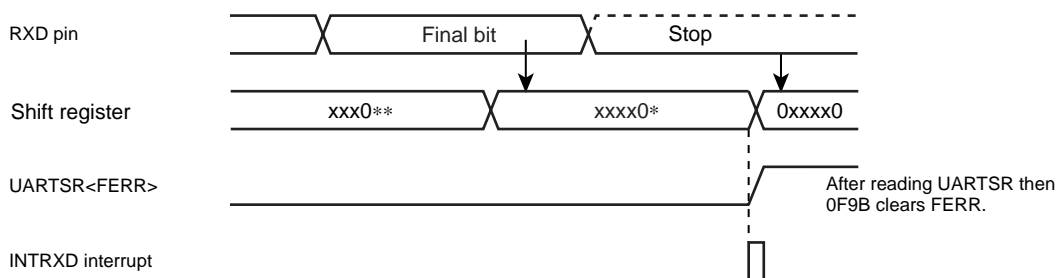 RXD pin
Final bit
Stop
Shift register
xxx0**
xxxx0*
0xxxx0
UARTSR<FERR>
After reading UARTSR then
0F9B clears FERR.
INTRXD interrupt